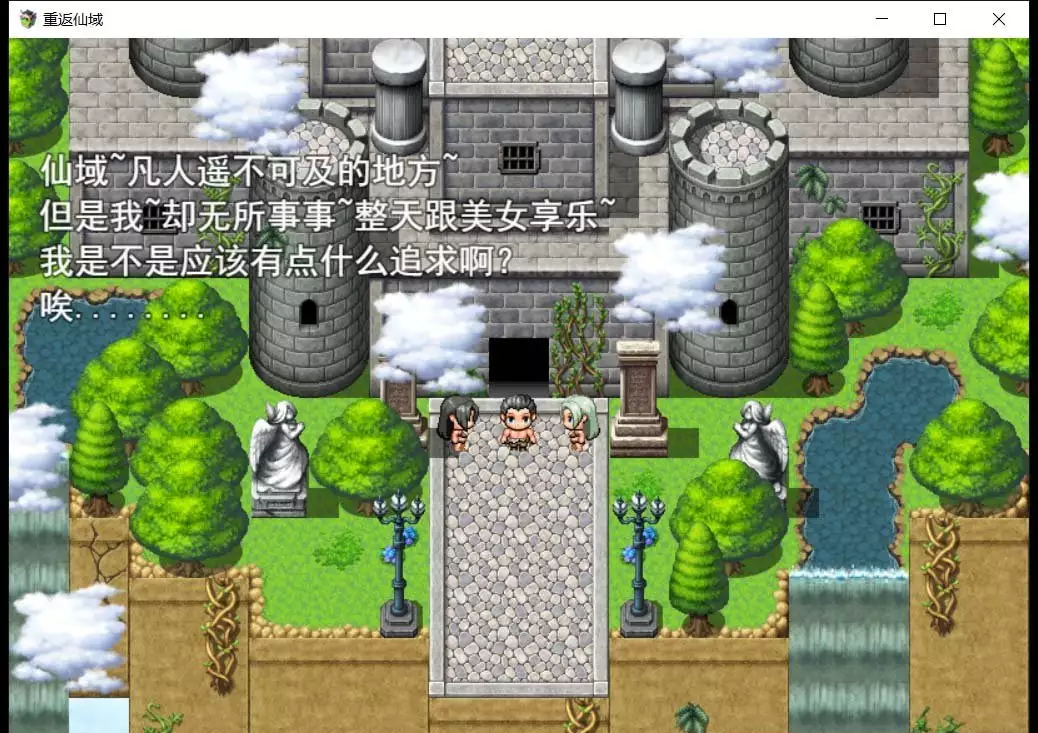 重返仙域
仙域~凡人遥不可及的地方~
但是我~却无所事事~整天跟美女享乐~
我是不是应该有点什么追求啊?
唉........